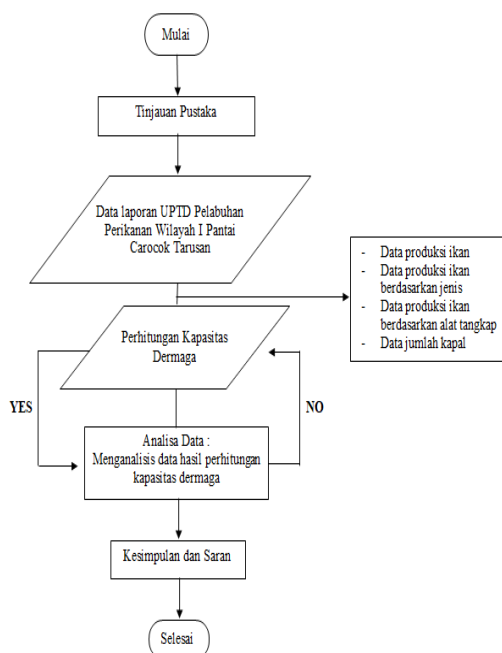 Mulai
Tinjauan Pustaka
Data laporan UPTD Pelabuhan
Perikanan Wilayah I Pantai
Carocok Tarusan
- Data produksi ikan
- Data produksi ikan
berdasarkan jenis
- Data produksi ikan
berdasarkan alat tangkap
- Data jumlah kapal
Perhitungan Kapasitas
Dermaga
YES
NO
Analisa Data :
Menganalisis data hasil perhitungan
kapasitas dermaga
Kesimpulan dan Saran
Selesai